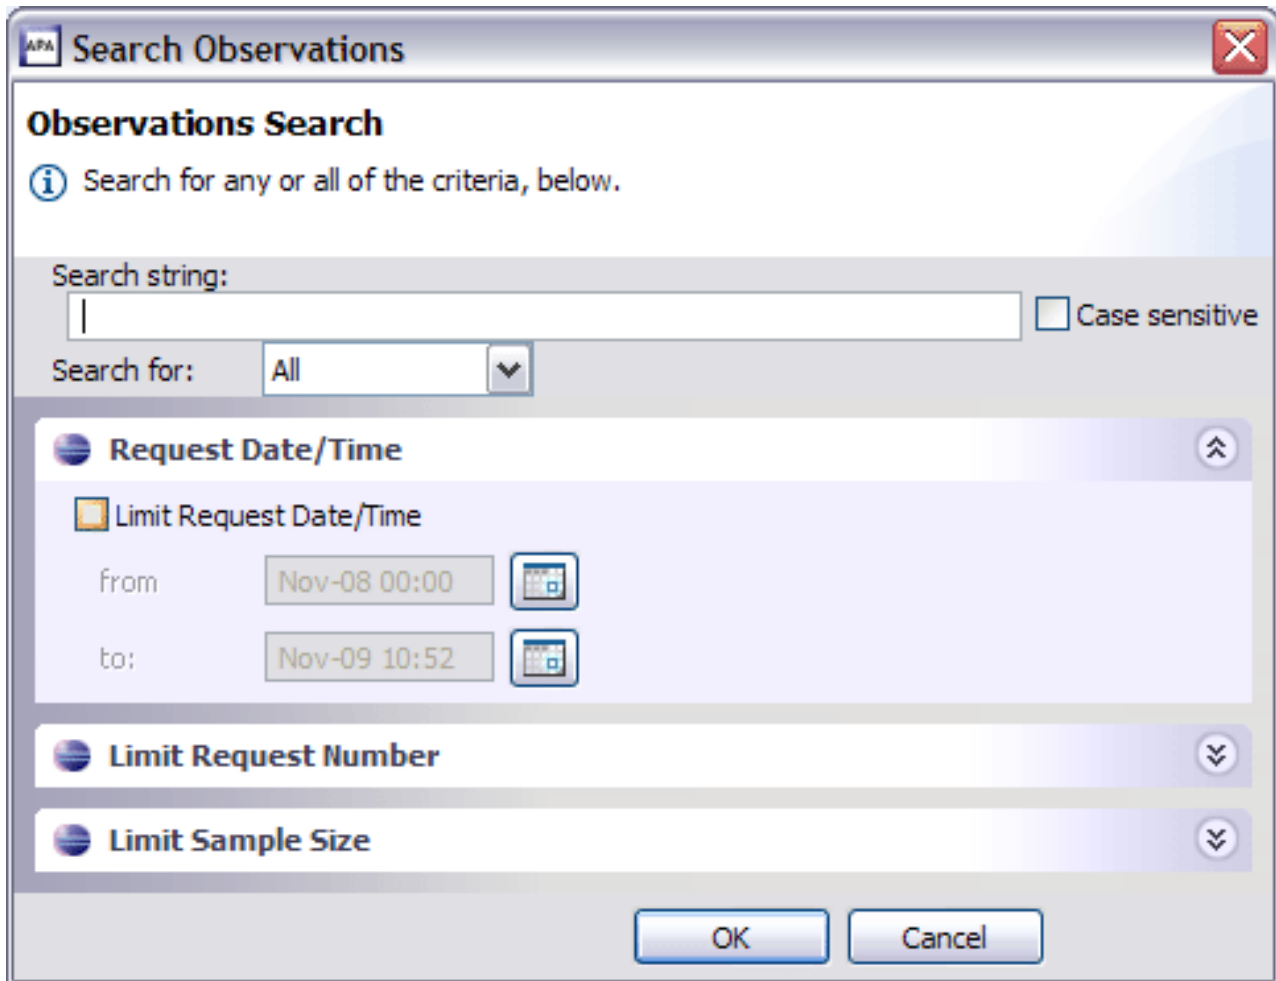 APA Search Observations
Observations Search
Search for any or all of the criteria, below.
Search string:
Case sensitive
Search for: All
Request Date/Time
Limit Request Date/Time
from Nov-08 00:00
to: Nov-09 10:52
Limit Request Number
Limit Sample Size
OK Cancel